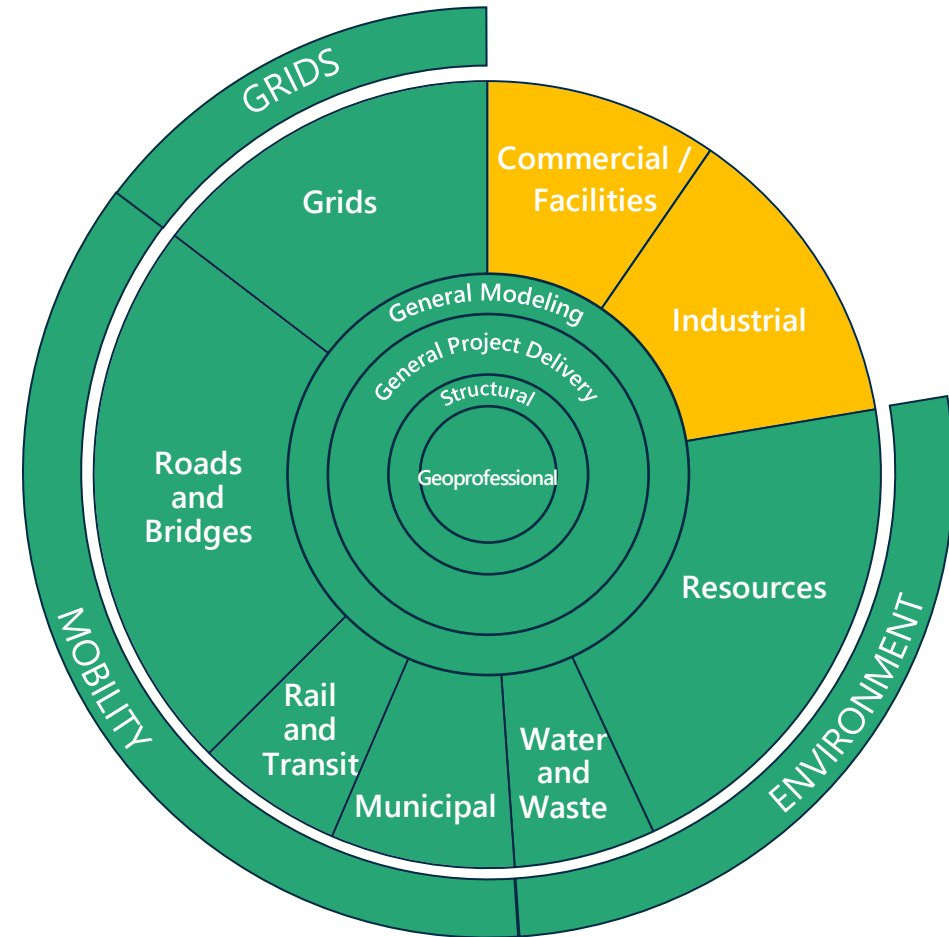 GRIDS
Grids
Commercial /
Facilities
Industrial
General Modeling
General Project Delivery
Structural
Geoprofessional
Roads
and
Bridges
Resources
MOBILITY
Rail
and
Transit
Municipal
Water
and
Waste
ENVIRONMENT